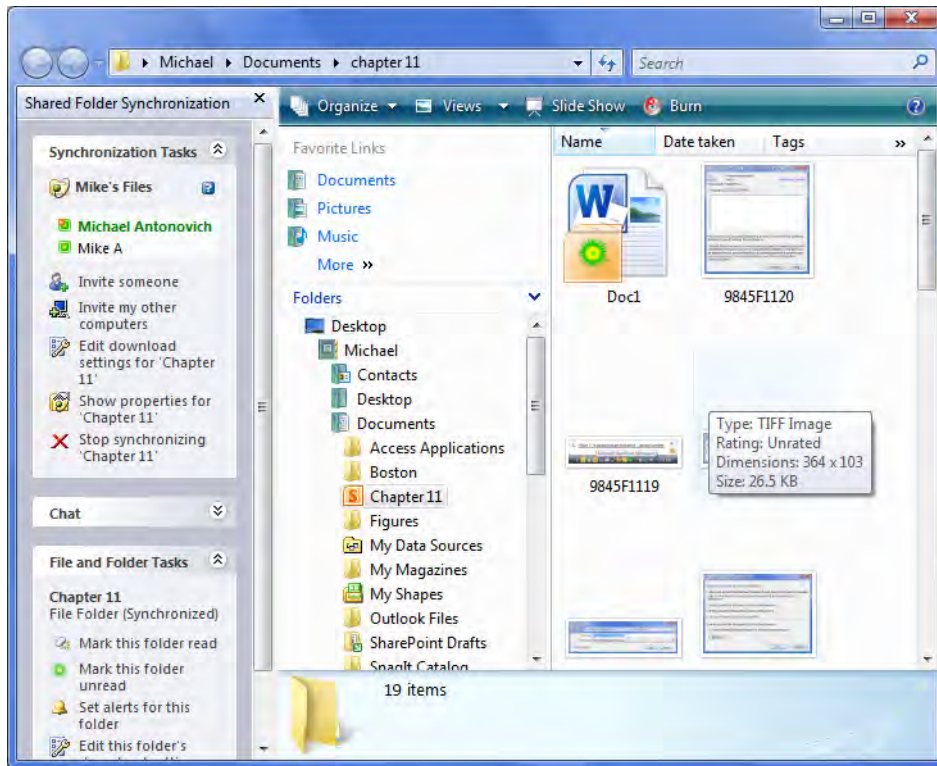 Michael ▸ Documents ▸ chapter 11
Search
Shared Folder Synchronization
Organize Views Slide Show Burn
Synchronization Tasks
Mike's Files
Michael Antonovich
Mike A
Invite someone
Invite my other
computers
Edit download
settings for 'Chapter
11'
Show properties for
'Chapter 11'
Stop synchronizing
'Chapter 11'
Chat
File and Folder Tasks
Chapter 11
File Folder (Synchronized)
Mark this folder read
Mark this folder
unread
Set alerts for this
folder
Edit this folder's
Favorite Links
Documents
Pictures
Music
More »
Folders
Desktop
Michael
Contacts
Desktop
Documents
Access Applications
Boston
Chapter 11
Figures
My Data Sources
My Magazines
My Shapes
Outlook Files
SharePoint Drafts
SnagIt Catalog
Name Date taken Tags »
Doc1
9845F1120
9845F1119
Type: TIFF Image
Rating: Unrated
Dimensions: 364 x 103
Size: 26.5 KB
19 items